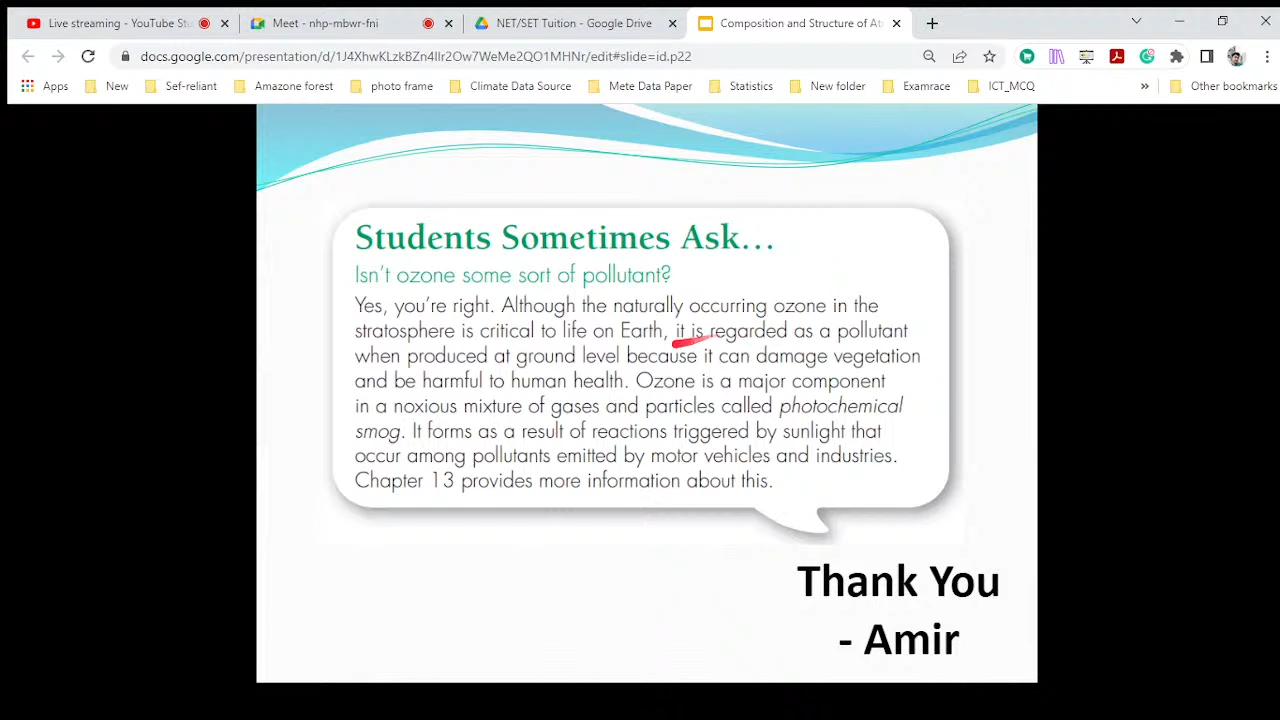 Live streaming - YouTube Stu
Meet - nhp-mbwr-fni
NET/SET Tuition - Google Drive
Composition and Structure of At
docs.google.com/presentation/d/1J4XhwKLzkBZn4lIr2Ow7WeMe2QO1MHNr/edit#slide=id.p22
Apps
New
Sef-reliant
Amazone forest
photo frame
Climate Data Source
Mete Data Paper
Statistics
New folder
Examrace
ICT_MCQ
»
Other bookmarks
Students Sometimes Ask...
Isn't ozone some sort of pollutant?
Yes, you're right. Although the naturally occurring ozone in the
stratosphere is critical to life on Earth, it is regarded as a pollutant
when produced at ground level because it can damage vegetation
and be harmful to human health. Ozone is a major component
in a noxious mixture of gases and particles called photochemical
smog. It forms as a result of reactions triggered by sunlight that
occur among pollutants emitted by motor vehicles and industries.
Chapter 13 provides more information about this.
Thank You
- Amir